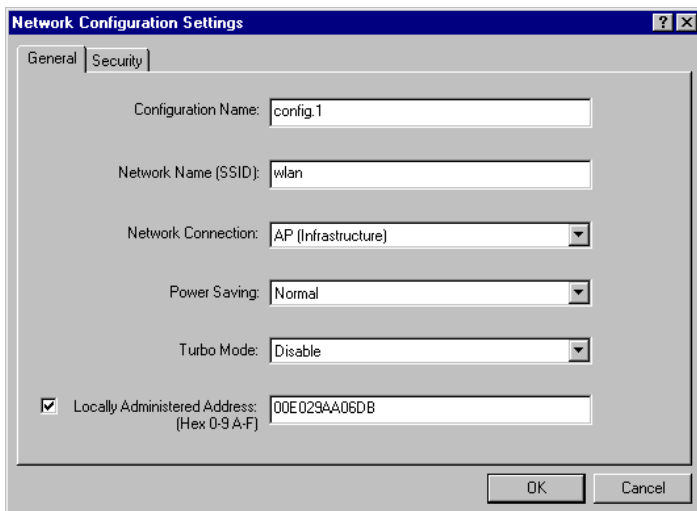 Network Configuration Settings
General
Security
Configuration Name: config.1
Network Name (SSID): wlan
Network Connection: AP (Infrastructure)
Power Saving: Normal
Turbo Mode: Disable
Locally Administered Address: 00E029AA06DB
(Hex 0-9 A-F)
OK
Cancel